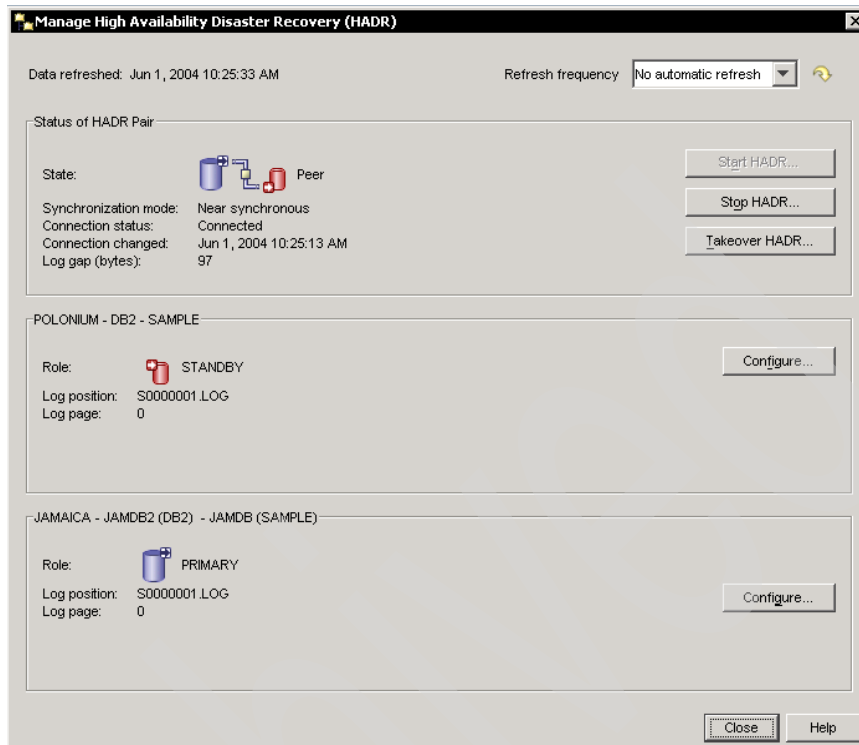 Manage High Availability Disaster Recovery (HADR)
Data refreshed: Jun 1, 2004 10:25:33 AM
Refresh frequency No automatic refresh
Status of HADR Pair
State: Peer
Start HADR...
Synchronization mode: Near synchronous
Stop HADR...
Connection status: Connected
Connection changed: Jun 1, 2004 10:25:13 AM
Takeover HADR...
Log gap (bytes): 97
POLONIUM - DB2 - SAMPLE
Role: STANDBY
Configure...
Log position: S0000001.LOG
Log page: 0
JAMAICA - JAMDB2 (DB2) - JAMDB (SAMPLE)
Role: PRIMARY
Log position: S0000001.LOG
Configure...
Log page: 0
Close Help